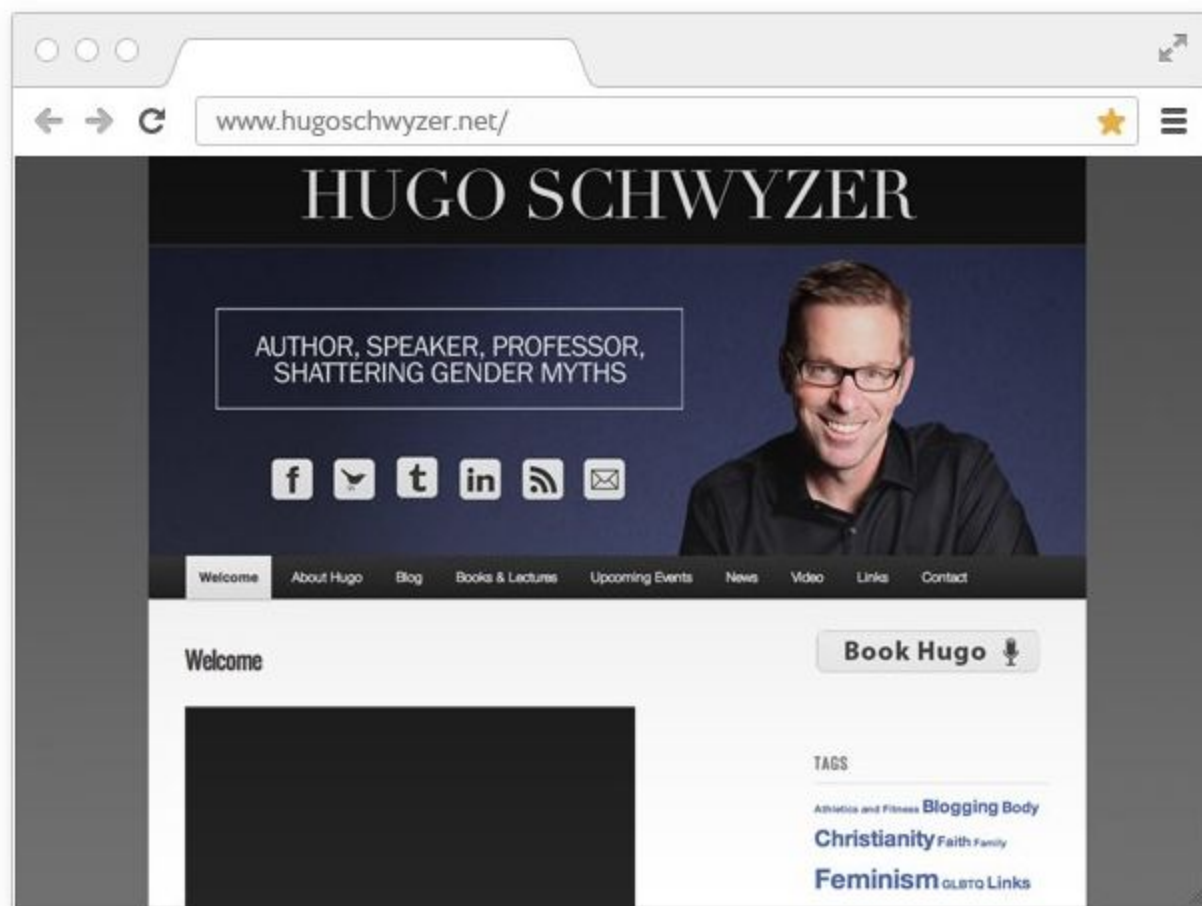 www.hugoschwyzer.net/
HUGO SCHWYZER
AUTHOR, SPEAKER, PROFESSOR,
SHATTERING GENDER MYTHS
f t in
Welcome About Hugo Blog Books & Lectures Upcoming Events News Video Links Contact
Welcome
Book Hugo
TAGS
Athletics and Fitness Blogging Body
Christianity Faith Family
Feminism GLBTQ Links